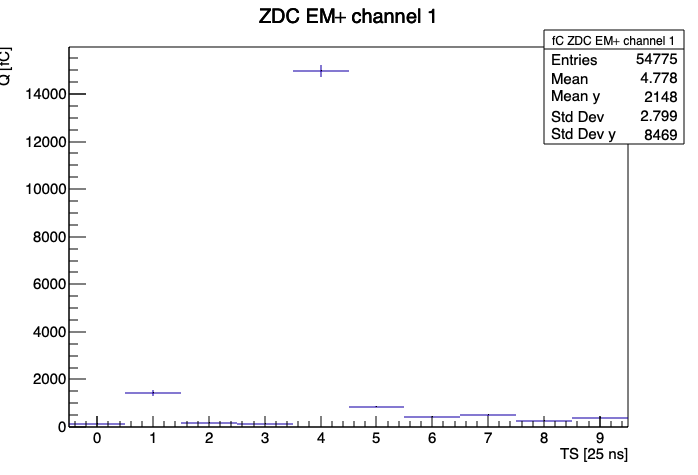 ZDC EM+ channel 1
Q [fC]
fC ZDC EM+ channel 1
Entries 54775
Mean 4.778
Mean y 2148
Std Dev 2.799
Std Dev y 8469
14000
12000
10000
8000
6000
4000
2000
0
0 1 2 3 4 5 6 7 8 9
TS [25 ns]